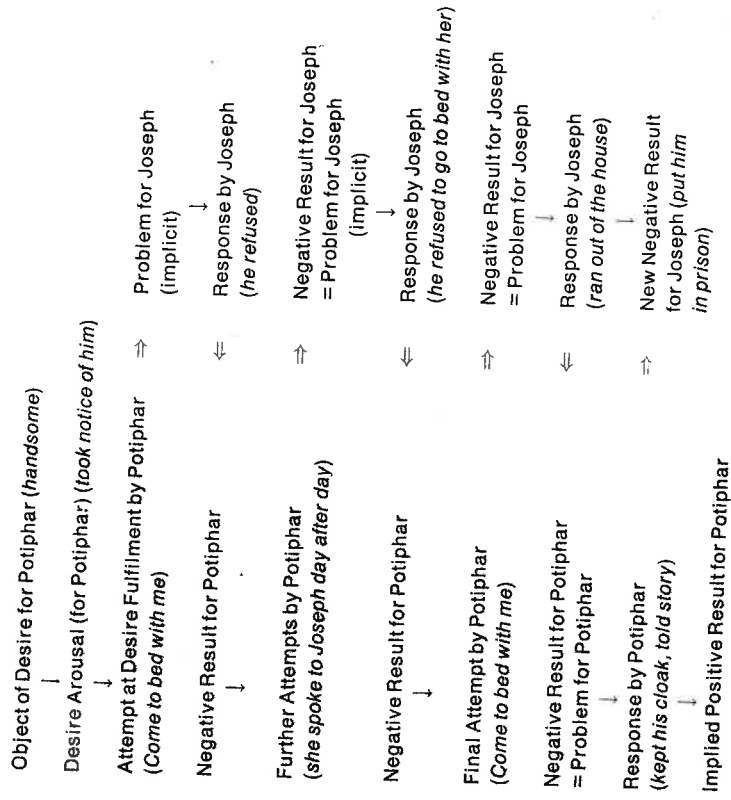 Object of Desire for Potiphar (handsome)
Desire Arousal (for Potiphar) (took notice of him)
Attempt at Desire Fulfilment by Potiphar
(Come to bed with me)
Negative Result for Potiphar
Further Attempts by Potiphar
(she spoke to Joseph day after day)
Negative Result for Potiphar
Final Attempt by Potiphar
(Come to bed with me)
Negative Result for Potiphar
= Problem for Potiphar
Response by Potiphar
(kept his cloak, told story)
Implied Positive Result for Potiphar
Problem for Joseph
(implicit)
Response by Joseph
(he refused)
Negative Result for Joseph
= Problem for Joseph
(implicit)
Response by Joseph
(he refused to go to bed with her)
Negative Result for Joseph
= Problem for Joseph
Response by Joseph
(ran out of the house)
New Negative Result
for Joseph (put him
in prison)